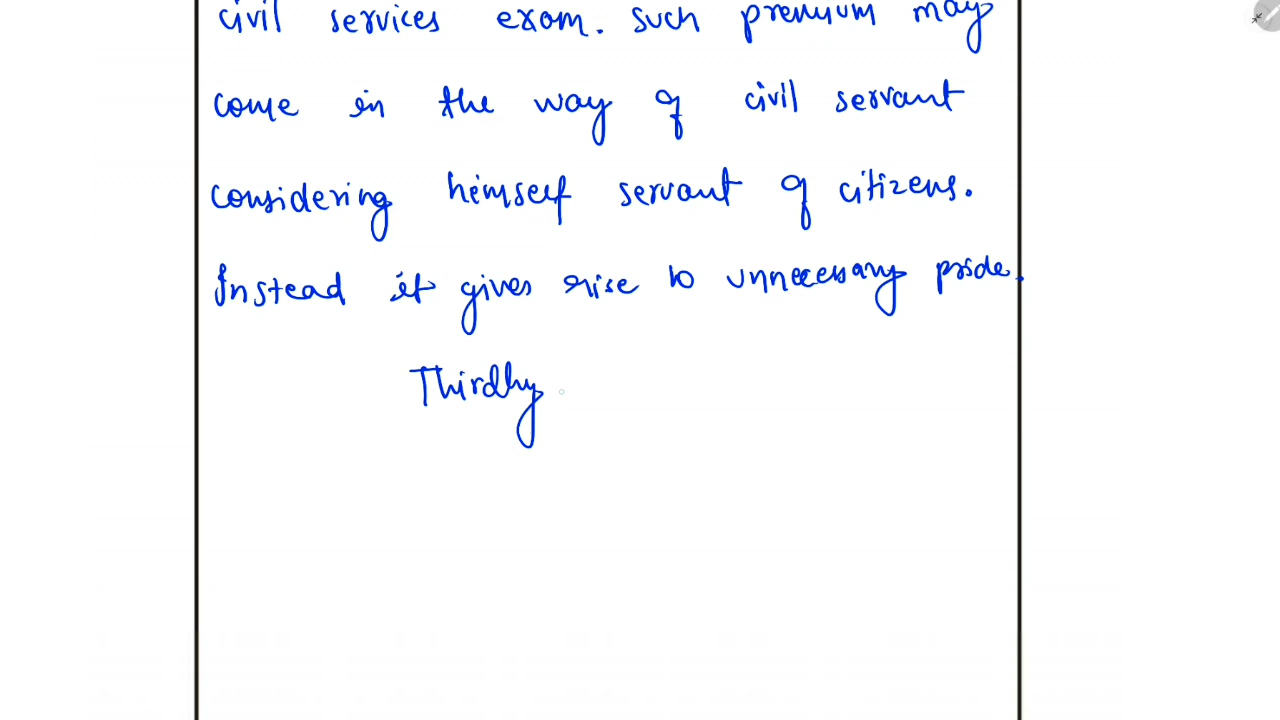 civil services exam. Such premium may
come in the way of civil servant
considering himself servant of citizens.
Instead it gives rise to unnecessary pride.
Thirdly